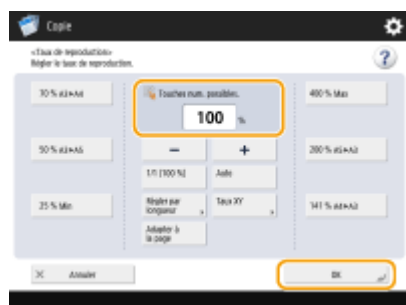 Copie
<Taux de reproduction>
Régler le taux de reproduction.
?
70 % A3▶A4
Touches num. possibles.
400 % Max
100 %
50 % A3▶A5
−
+
200 % A5▶A3
1/1 (100 %)
Auto
25 % Min
Régler par
longueur
Taux XY
141 % A4▶A3
Adapter à
la page
Annuler
OK